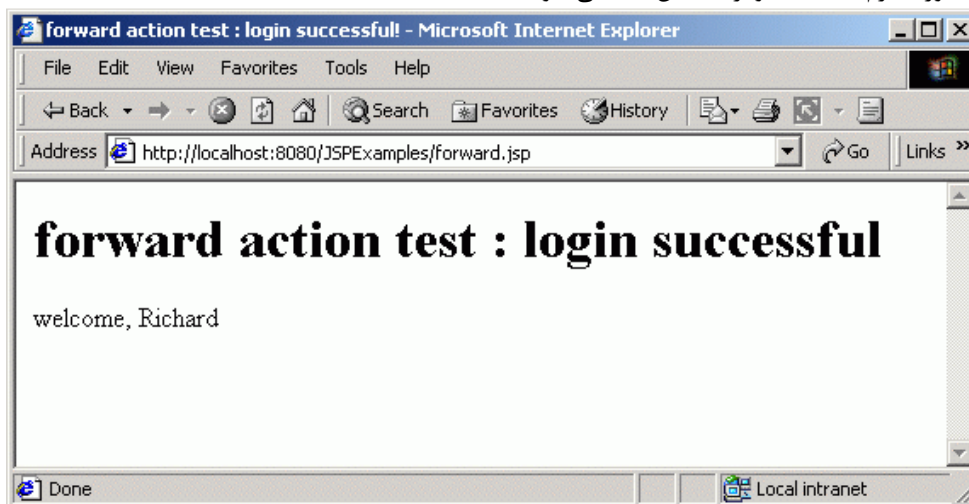 forward action test : login successful! - Microsoft Internet Explorer
File Edit View Favorites Tools Help
Back Search Favorites History
Address http://localhost:8080/JSPExamples/forward.jsp Go Links »
forward action test : login successful
welcome, Richard
Done Local intranet